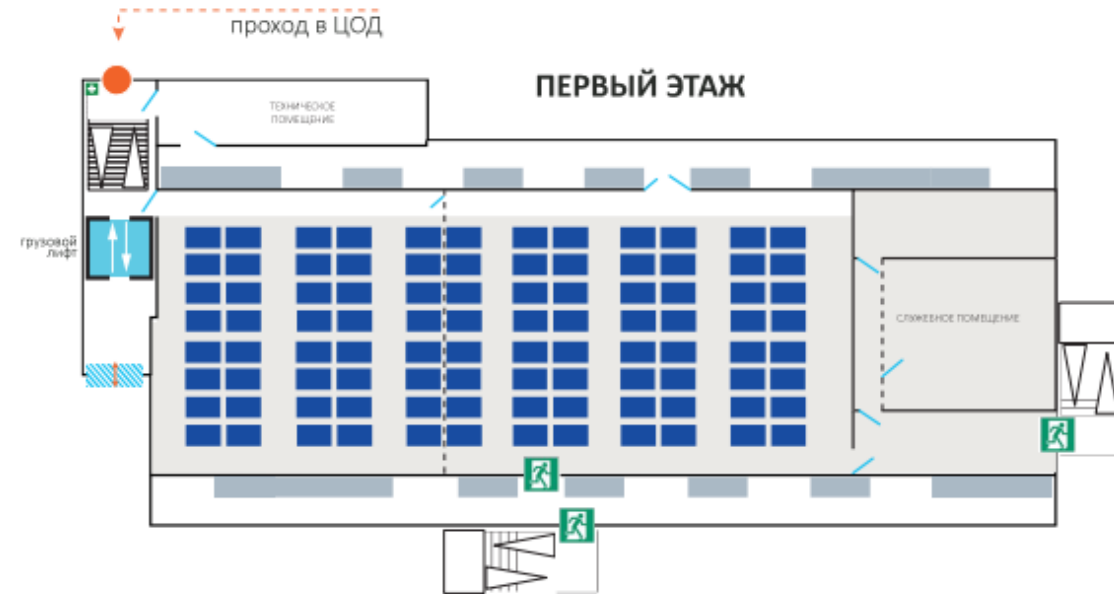 проход в ЦОД
ПЕРВЫЙ ЭТАЖ
ТЕХНИЧЕСКОЕ
ПОМЕЩЕНИЕ
грузовой
лифт
СЛУЖЕБНОЕ ПОМЕЩЕНИЕ